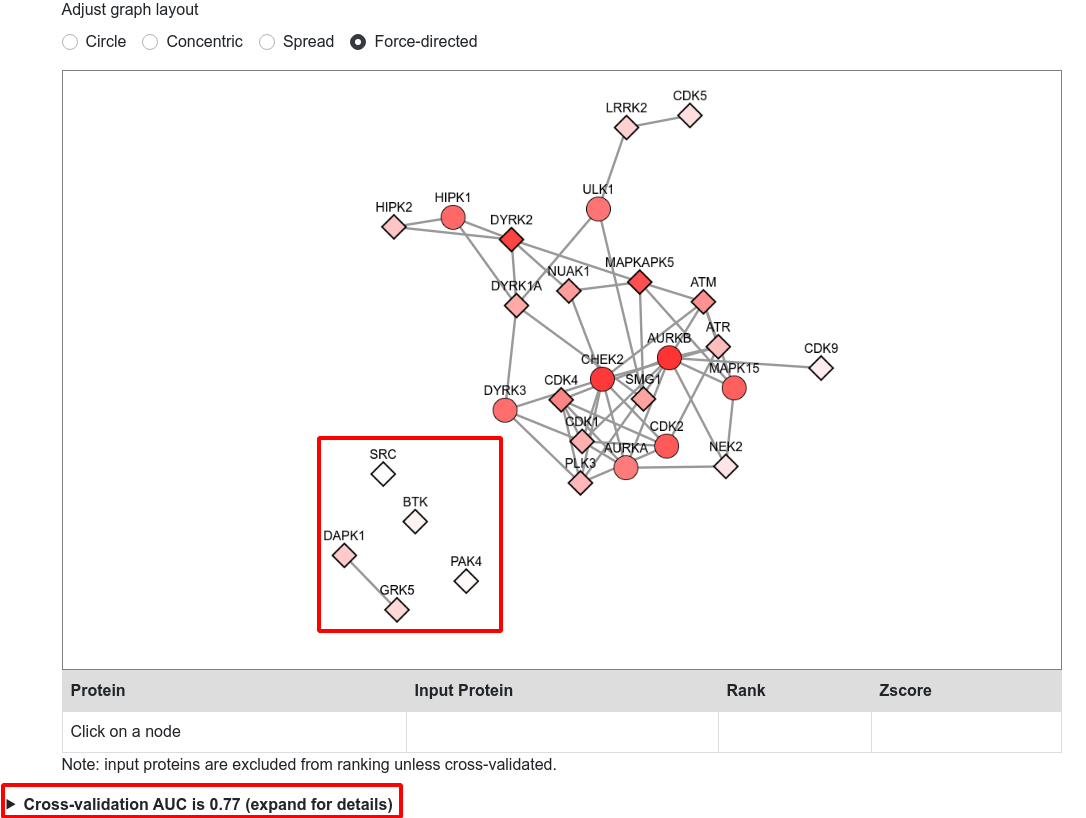 Adjust graph layout
Circle Concentric Spread Force-directed
CDK5
LRRK2
ULK1
HIPK1
HIPK2
DYRK2
MAPKAPK5
NUAK1
ATM
DYRK1A
ATR
AURKB
CDK9
CHEK2
MAPK15
CDK4
SMG1
DYRK3
CDK1
CDK2
AURKA
NEK2
PLK3
SRC
BTK
DAPK1
PAK4
GRK5
Protein Input Protein Rank Zscore
Click on a node
Note: input proteins are excluded from ranking unless cross-validated.
Cross-validation AUC is 0.77 (expand for details)